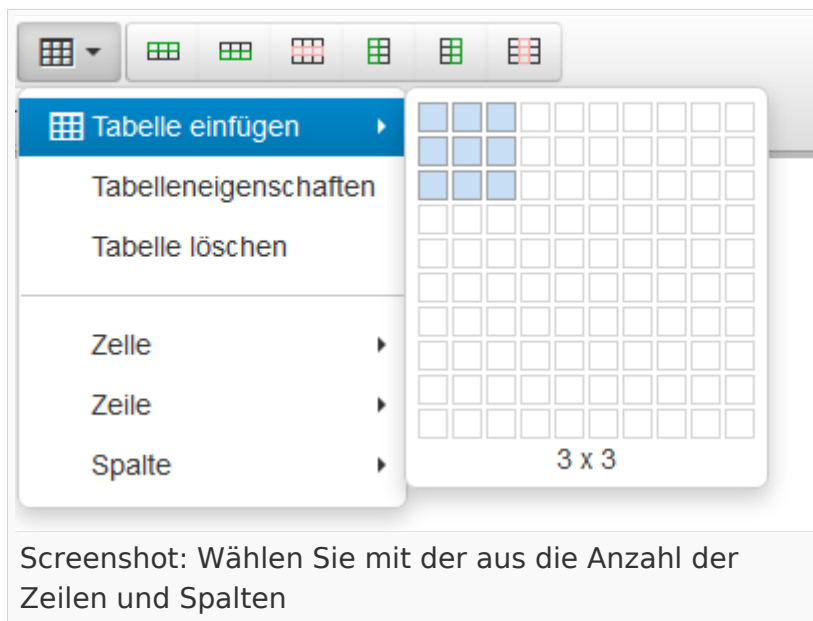 Tabelle einfügen
Tabelleneigenschaften
Tabelle löschen
Zelle
Zeile
Spalte
3 x 3
Screenshot: Wählen Sie mit der aus die Anzahl der
Zeilen und Spalten